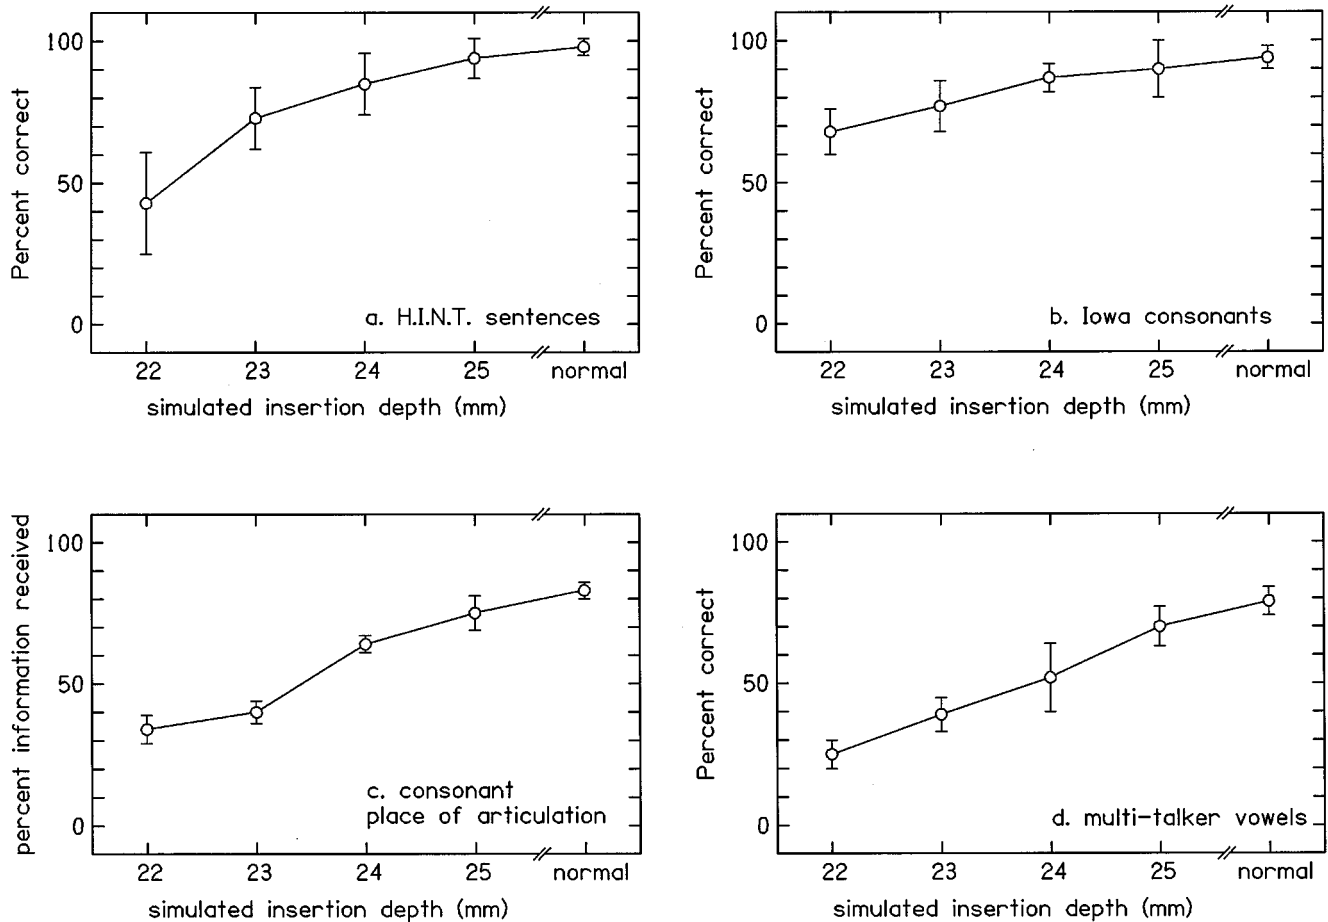 Percent correct
100
50
0
a. H.I.N.T. sentences
22 23 24 25 normal
simulated insertion depth (mm)
Percent correct
100
50
0
b. Iowa consonants
22 23 24 25 normal
simulated insertion depth (mm)
percent information received
100
50
0
c. consonant
place of articulation
22 23 24 25 normal
simulated insertion depth (mm)
Percent correct
100
50
0
d. multi-talker vowels
22 23 24 25 normal
simulated insertion depth (mm)